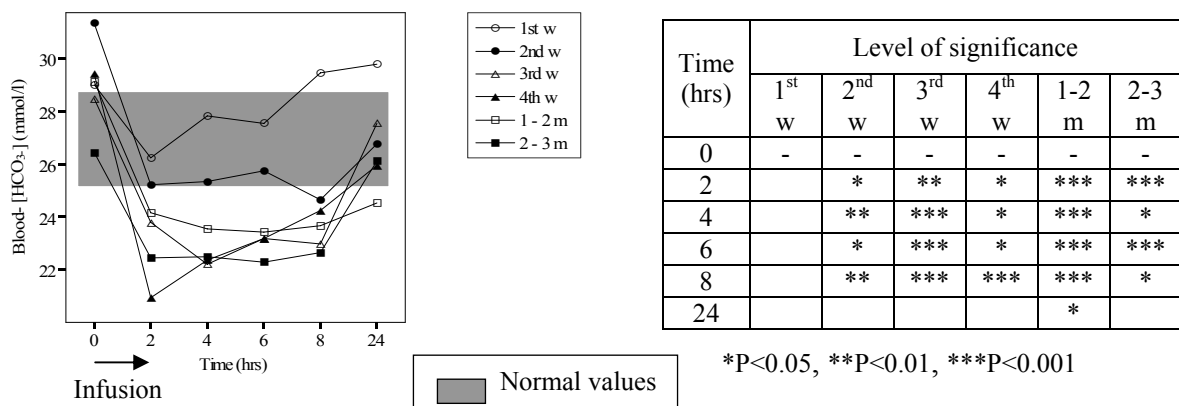 Blood- [HCO3-] (mmol/l)
30
28
26
24
22
0 2 4 6 8 24
Time (hrs)
Infusion
1st w
2nd w
3rd w
4th w
1 - 2 m
2 - 3 m
Normal values
Time (hrs) Level of significance
1st w 2nd w 3rd w 4th w 1-2 m 2-3 m
0 - - - - - -
2 * ** * *** ***
4 ** *** * *** *
6 * *** * *** ***
8 ** *** *** *** *
24 *
*P<0.05, **P<0.01, ***P<0.001